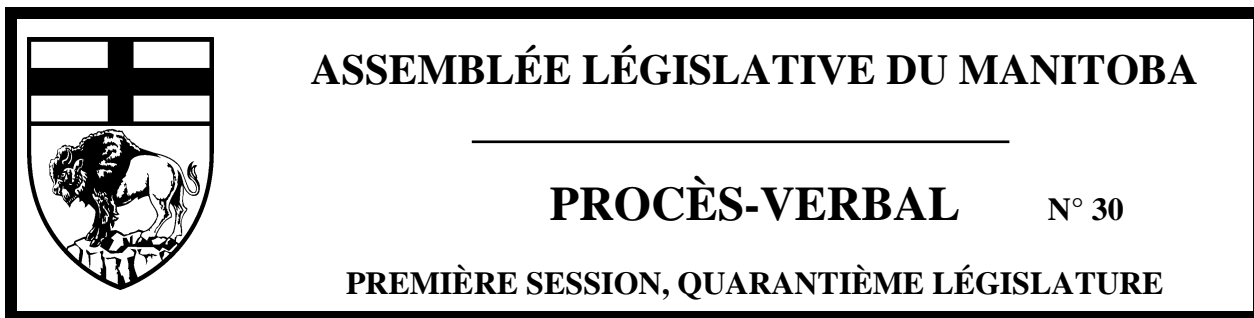 ASSEMBLÉE LÉGISLATIVE DU MANITOBA
PROCÈS-VERBAL N° 30
PREMIÈRE SESSION, QUARANTIÈME LÉGISLATURE